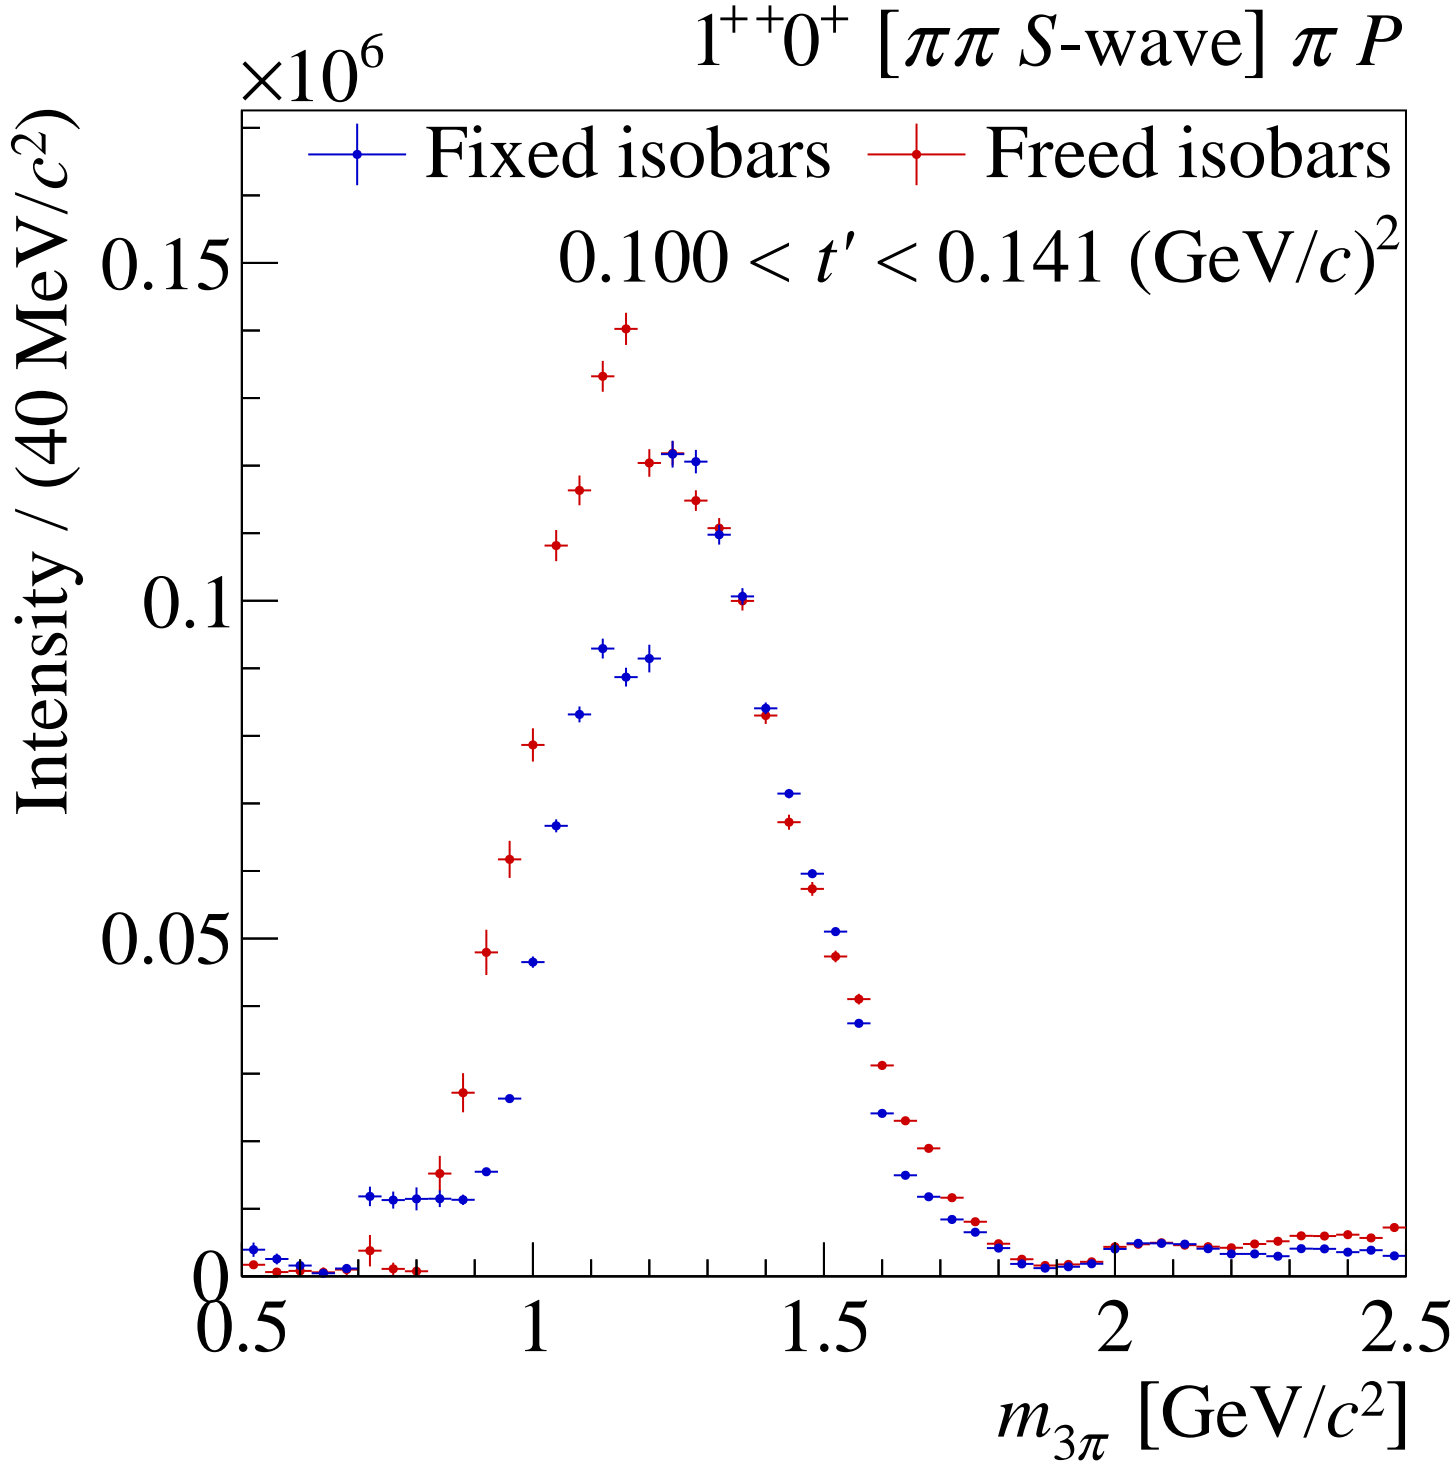 1⁺⁺0⁺ [ππ S-wave] π P
×10⁶
Fixed isobars
Freed isobars
0.100 < t′ < 0.141 (GeV/c)²
Intensity / (40 MeV/c²)
0.15
0.1
0.05
0
0.5 1 1.5 2 2.5
m₃π [GeV/c²]